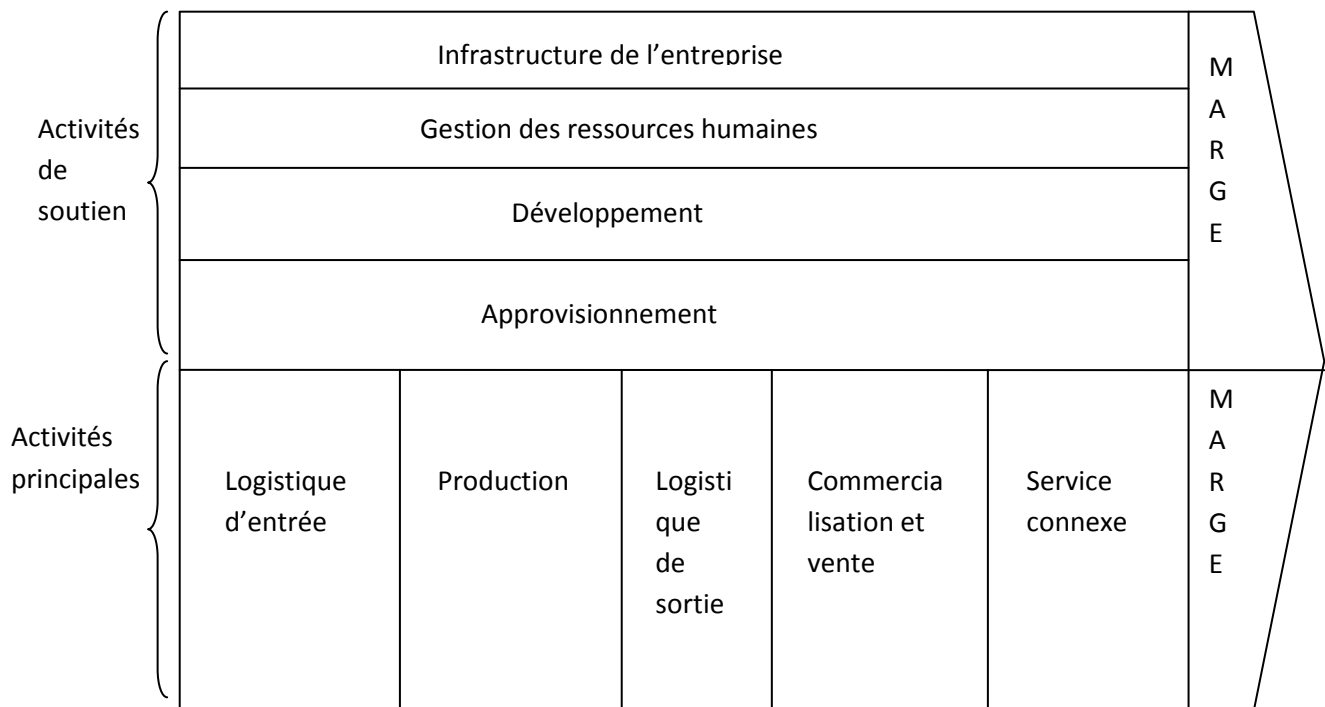 Infrastructure de l’entreprise
Gestion des ressources humaines
Développement
Approvisionnement
Activités
de
soutien
M
A
R
G
E
Activités
principales
Logistique
d’entrée
Production
Logisti
que
de
sortie
Commercia
lisation et
vente
Service
connexe
M
A
R
G
E